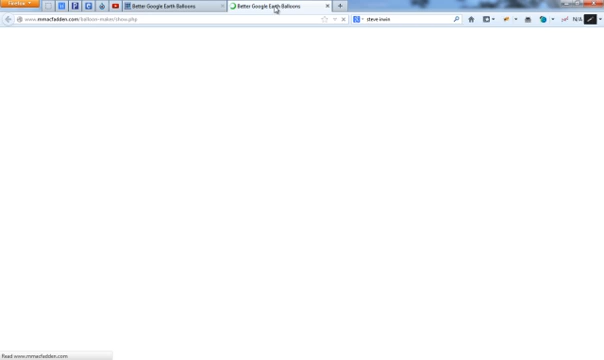 Firefox
Better Google Earth Balloons
Better Google Earth Balloons
www.mmacfadden.com/balloon-maker/show.php
steve irwin
N/A
Read www.mmacfadden.com